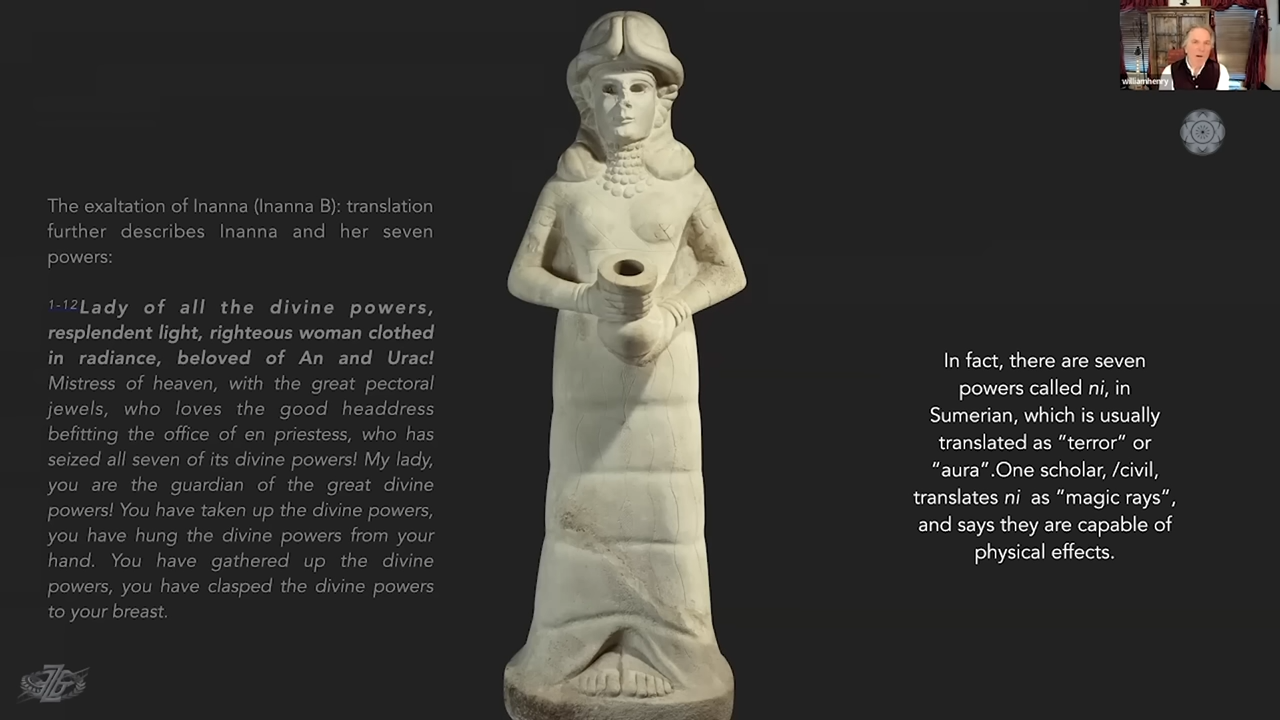 williamhenry
The exaltation of Inanna (Inanna B): translation
further describes Inanna and her seven
powers:
1-12Lady of all the divine powers,
resplendent light, righteous woman clothed
in radiance, beloved of An and Urac!
Mistress of heaven, with the great pectoral
jewels, who loves the good headdress
befitting the office of en priestess, who has
seized all seven of its divine powers! My lady,
you are the guardian of the great divine
powers! You have taken up the divine powers,
you have hung the divine powers from your
hand. You have gathered up the divine
powers, you have clasped the divine powers
to your breast.
In fact, there are seven
powers called ni, in
Sumerian, which is usually
translated as “terror” or
“aura”.One scholar, /civil,
translates ni as “magic rays”,
and says they are capable of
physical effects.